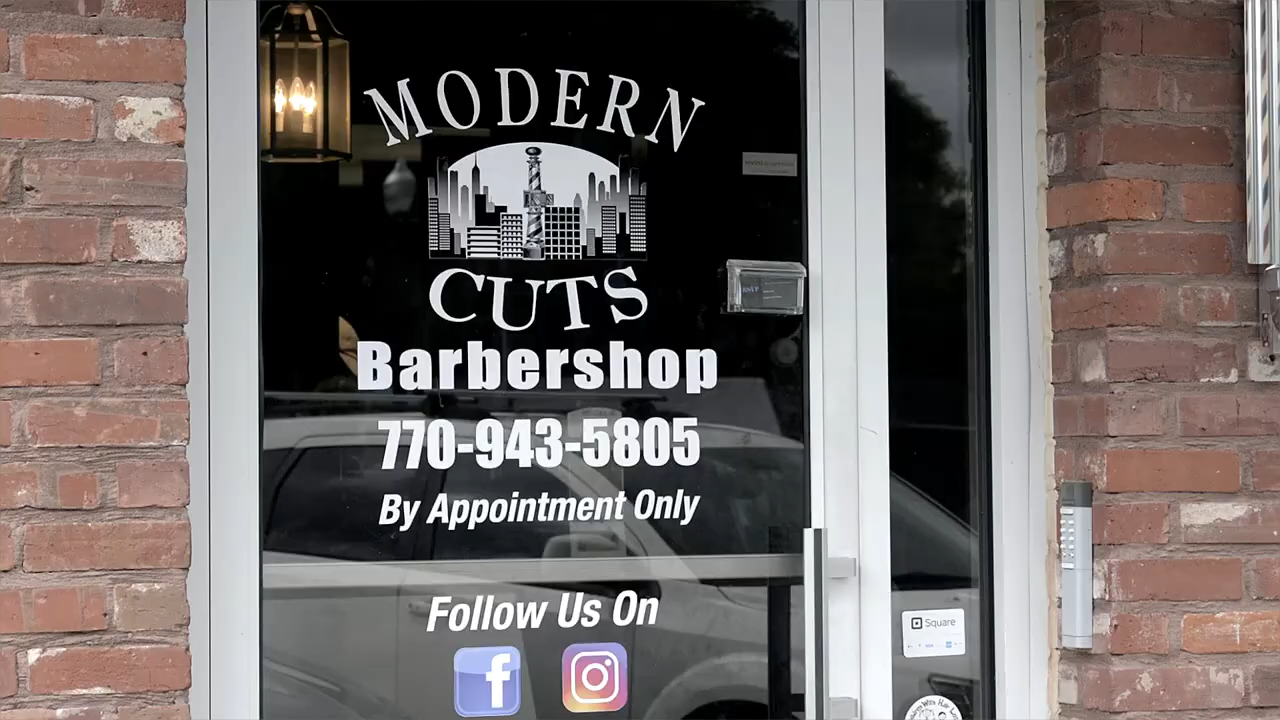 MODERN
CUTS
Barbershop
770-943-5805
By Appointment Only
Follow Us On
Square